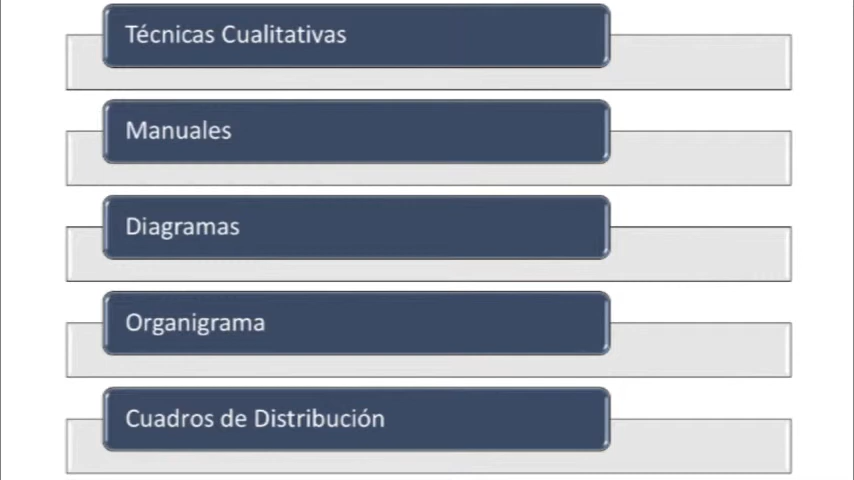 Técnicas Cualitativas
Manuales
Diagramas
Organigrama
Cuadros de Distribución